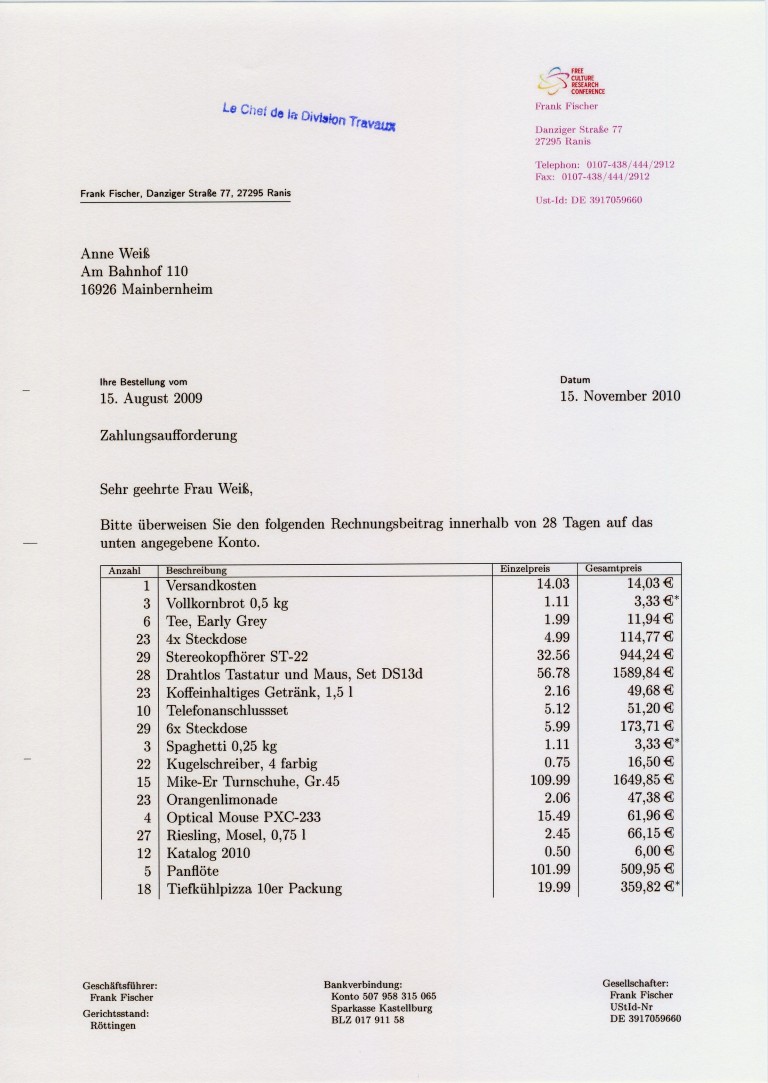 FREE
CULTURE
RESEARCH
CONFERENCE
Le Chef de la Division Travaux
Frank Fischer
Danziger Straße 77
27295 Ranis
Telephon: 0107-438/444/2912
Fax: 0107-438/444/2912
Ust-Id: DE 3917059660
Frank Fischer, Danziger Straße 77, 27295 Ranis
Anne Weiß
Am Bahnhof 110
16926 Mainbernheim
Ihre Bestellung vom Datum
15. August 2009 15. November 2010
Zahlungsaufforderung
Sehr geehrte Frau Weiß,
Bitte überweisen Sie den folgenden Rechnungsbeitrag innerhalb von 28 Tagen auf das
unten angegebene Konto.
Anzahl Beschreibung Einzelpreis Gesamtpreis
1 Versandkosten 14.03 14,03 €
3 Vollkornbrot 0,5 kg 1.11 3,33 €*
6 Tee, Early Grey 1.99 11,94 €
23 4x Steckdose 4.99 114,77 €
29 Stereokopfhörer ST-22 32.56 944,24 €
28 Drahtlos Tastatur und Maus, Set DS13d 56.78 1589,84 €
23 Koffeinhaltiges Getränk, 1,5 l 2.16 49,68 €
10 Telefonanschlussset 5.12 51,20 €
29 6x Steckdose 5.99 173,71 €
3 Spaghetti 0,25 kg 1.11 3,33 €*
22 Kugelschreiber, 4 farbig 0.75 16,50 €
15 Mike-Er Turnschuhe, Gr.45 109.99 1649,85 €
23 Orangenlimonade 2.06 47,38 €
4 Optical Mouse PXC-233 15.49 61,96 €
27 Riesling, Mosel, 0,75 l 2.45 66,15 €
12 Katalog 2010 0.50 6,00 €
5 Panflöte 101.99 509,95 €
18 Tiefkühlpizza 10er Packung 19.99 359,82 €*
Geschäftsführer:
Frank Fischer
Gerichtsstand:
Röttingen
Bankverbindung:
Konto 507 958 315 065
Sparkasse Kastellburg
BLZ 017 911 58
Gesellschafter:
Frank Fischer
UStId-Nr
DE 3917059660